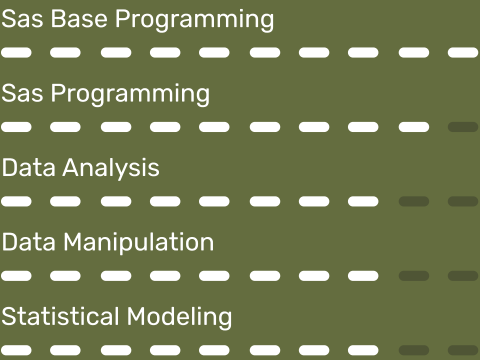 Sas Base Programming
Sas Programming
Data Analysis
Data Manipulation
Statistical Modeling